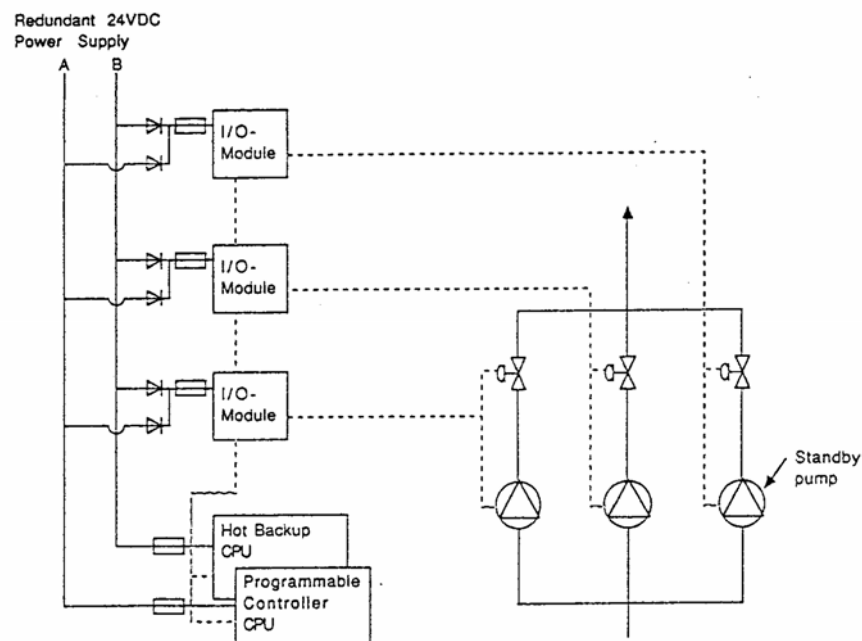 Redundant 24VDC
Power Supply
A B
I/O-
Module
I/O-
Module
I/O-
Module
Standby
pump
Hot Backup
CPU
Programmable
Controller
CPU